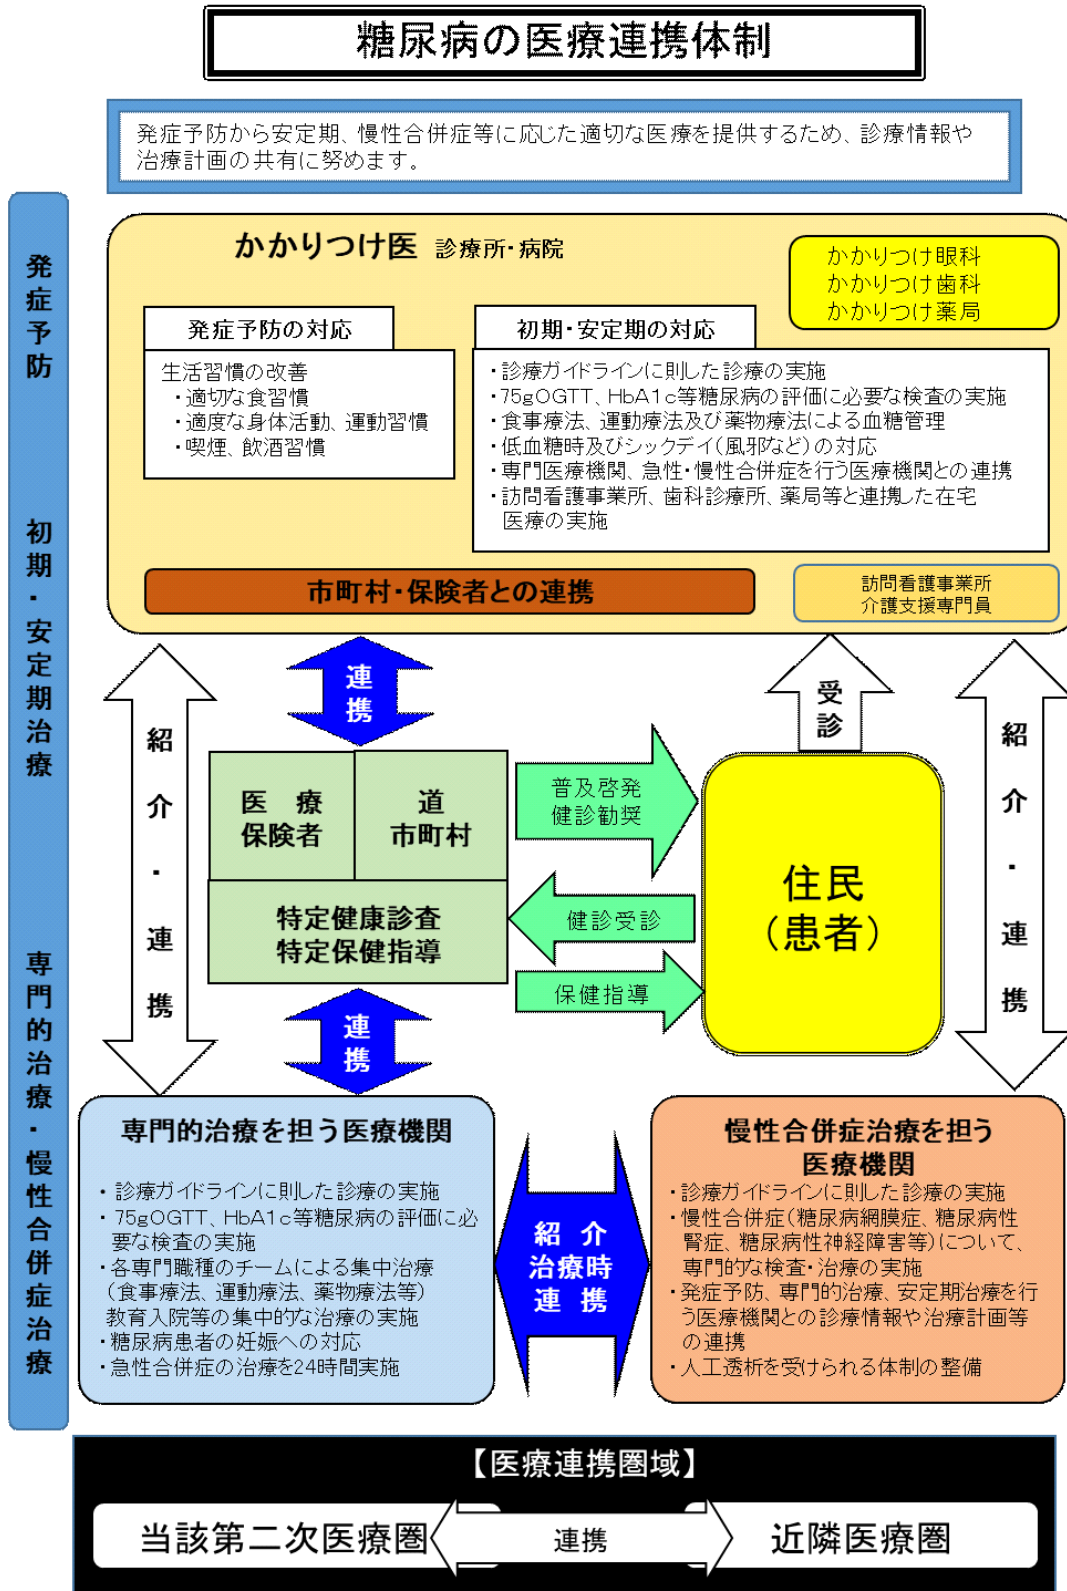 糖尿病の医療連携体制
発症予防から安定期、慢性合併症等に応じた適切な医療を提供するため、診療情報や
治療計画の共有に努めます。
発症予防
初期・安定期治療
専門的治療・慢性合併症治療
かかりつけ医 診療所・病院
かかりつけ眼科
かかりつけ歯科
かかりつけ薬局
発症予防の対応
生活習慣の改善
・適切な食習慣
・適度な身体活動、運動習慣
・喫煙、飲酒習慣
初期・安定期の対応
・診療ガイドラインに則した診療の実施
・75gOGTT、HbA1c等糖尿病の評価に必要な検査の実施
・食事療法、運動療法及び薬物療法による血糖管理
・低血糖時及びシックデイ(風邪など)の対応
・専門医療機関、急性・慢性合併症を行う医療機関との連携
・訪問看護事業所、歯科診療所、薬局等と連携した在宅
医療の実施
市町村・保険者との連携
訪問看護事業所
介護支援専門員
紹介・連携
連携
受診
紹介・連携
医 療
保険者
道
市町村
特定健康診査
特定保健指導
普及啓発
健診勧奨
健診受診
保健指導
住民
(患者)
連携
専門的治療を担う医療機関
・診療ガイドラインに則した診療の実施
・75gOGTT、HbA1c等糖尿病の評価に必
要な検査の実施
・各専門職種のチームによる集中治療
(食事療法、運動療法、薬物療法等)
教育入院等の集中的な治療の実施
・糖尿病患者の妊娠への対応
・急性合併症の治療を24時間実施
紹 介
治療時
連 携
慢性合併症治療を担う
医療機関
・診療ガイドラインに則した診療の実施
・慢性合併症(糖尿病網膜症、糖尿病性
腎症、糖尿病性神経障害等)について、
専門的な検査・治療の実施
・発症予防、専門的治療、安定期治療を行
う医療機関との診療情報や治療計画等
の連携
・人工透析を受けられる体制の整備
【医療連携圏域】
当該第二次医療圏
連携
近隣医療圏